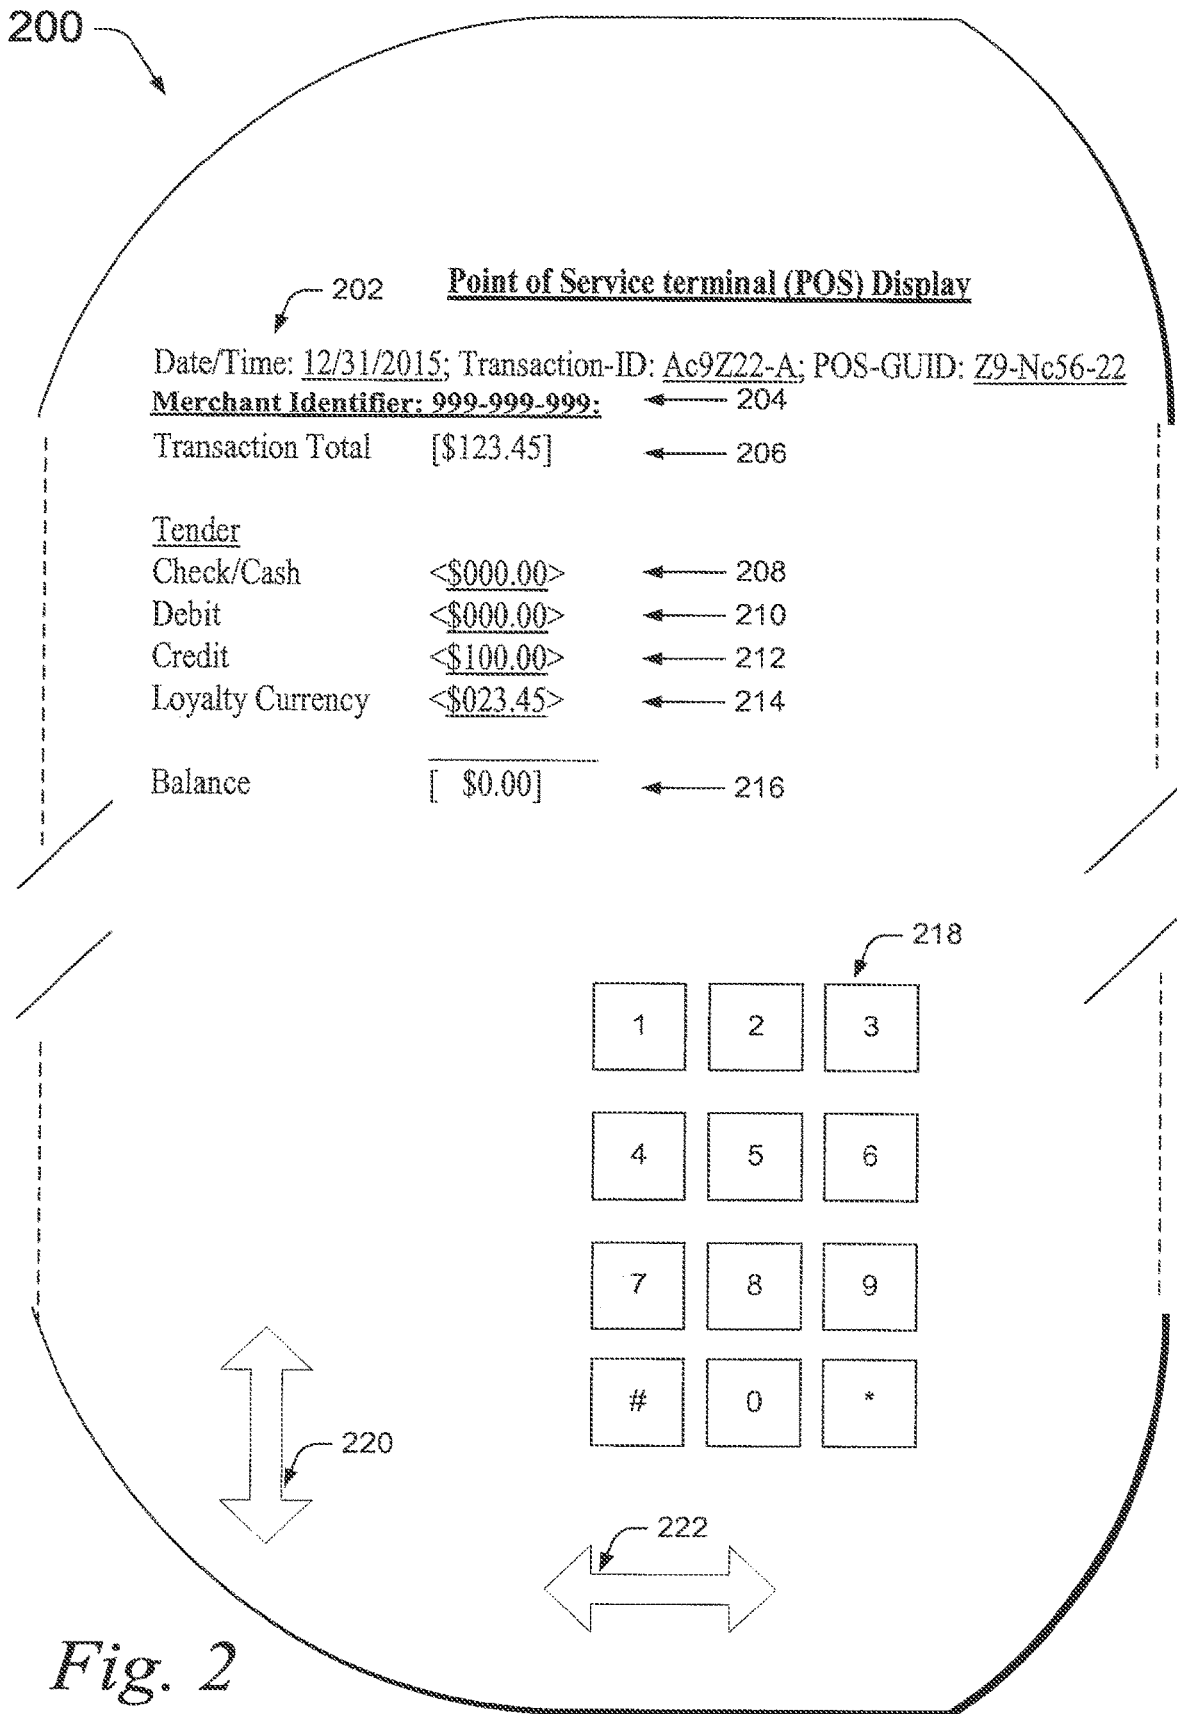 200
Point of Service terminal (POS) Display
202
Date/Time: 12/31/2015; Transaction-ID: Ac9Z22-A; POS-GUID: Z9-Nc56-22
Merchant Identifier: 999-999-999: 204
Transaction Total [$123.45] 206
Tender
Check/Cash <$000.00> 208
Debit <$000.00> 210
Credit <$100.00> 212
Loyalty Currency <$023.45> 214
Balance [ $0.00] 216
218
1 2 3
4 5 6
7 8 9
# 0 *
220
222
Fig. 2